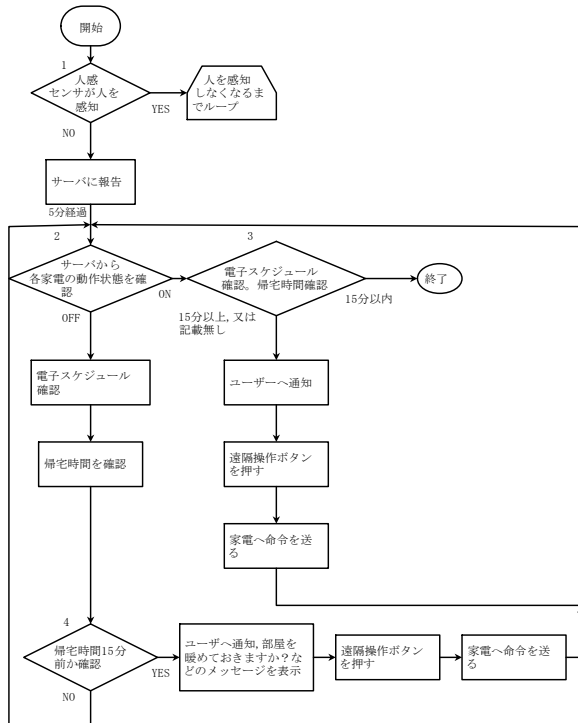 開始
1
人感
センサが人を
感知
YES
人を感知
しなくなるま
でループ
NO
サーバに報告
5分経過
2
サーバから
各家電の動作状態を確
認
ON
OFF
3
電子スケジュール
確認。帰宅時間確認
15分以内
終了
15分以上,又は
記載無し
電子スケジュール
確認
ユーザーへ通知
帰宅時間を確認
遠隔操作ボタン
を押す
家電へ命令を送
る
4
帰宅時間15分
前か確認
YES
NO
ユーザへ通知,部屋を
暖めておきますか?な
どのメッセージを表示
遠隔操作ボタン
を押す
家電へ命令を送
る